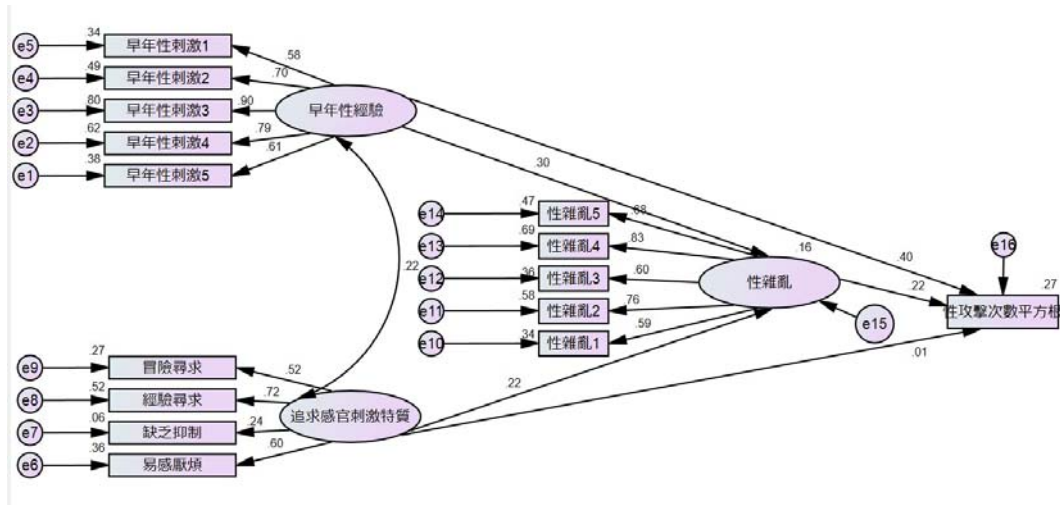 e5
.34
早年性刺激1
.58
e4
.49
早年性刺激2
.70
e3
.80
早年性刺激3
.90
早年性經驗
e2
.62
早年性刺激4
.79
e1
.38
早年性刺激5
.61
.30
e14
.47
性雜亂5
.68
e13
.69
性雜亂4
.83
.16
.40
e16
e12
.36
性雜亂3
.60
性雜亂
.22
.27
e11
.58
性雜亂2
.76
性攻擊次數平方根
e10
.34
性雜亂1
.59
e15
.22
.01
e9
.27
冒險尋求
.52
.22
e8
.52
經驗尋求
.72
追求感官刺激特質
e7
.06
缺乏抑制
.24
e6
.36
易感厭煩
.60